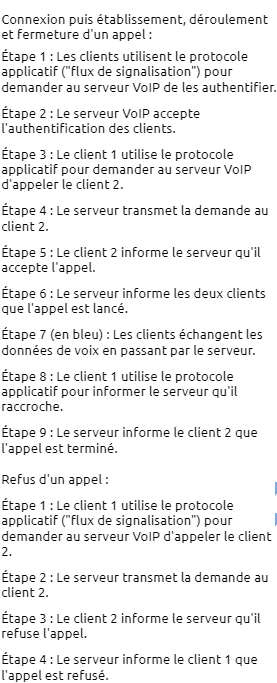 Connexion puis établissement, déroulement
et fermeture d'un appel :
Étape 1 : Les clients utilisent le protocole
applicatif ("flux de signalisation") pour
demander au serveur VoIP de les authentifier.
Étape 2 : Le serveur VoIP accepte
l'authentification des clients.
Étape 3 : Le client 1 utilise le protocole
applicatif pour demander au serveur VoIP
d'appeler le client 2.
Étape 4 : Le serveur transmet la demande au
client 2.
Étape 5 : Le client 2 informe le serveur qu'il
accepte l'appel.
Étape 6 : Le serveur informe les deux clients
que l'appel est lancé.
Étape 7 (en bleu) : Les clients échangent les
données de voix en passant par le serveur.
Étape 8 : Le client 1 utilise le protocole
applicatif pour informer le serveur qu'il
raccroche.
Étape 9 : Le serveur informe le client 2 que
l'appel est terminé.
Refus d'un appel :
Étape 1 : Le client 1 utilise le protocole
applicatif ("flux de signalisation") pour
demander au serveur VoIP d'appeler le client
2.
Étape 2 : Le serveur transmet la demande au
client 2.
Étape 3 : Le client 2 informe le serveur qu'il
refuse l'appel.
Étape 4 : Le serveur informe le client 1 que
l'appel est refusé.